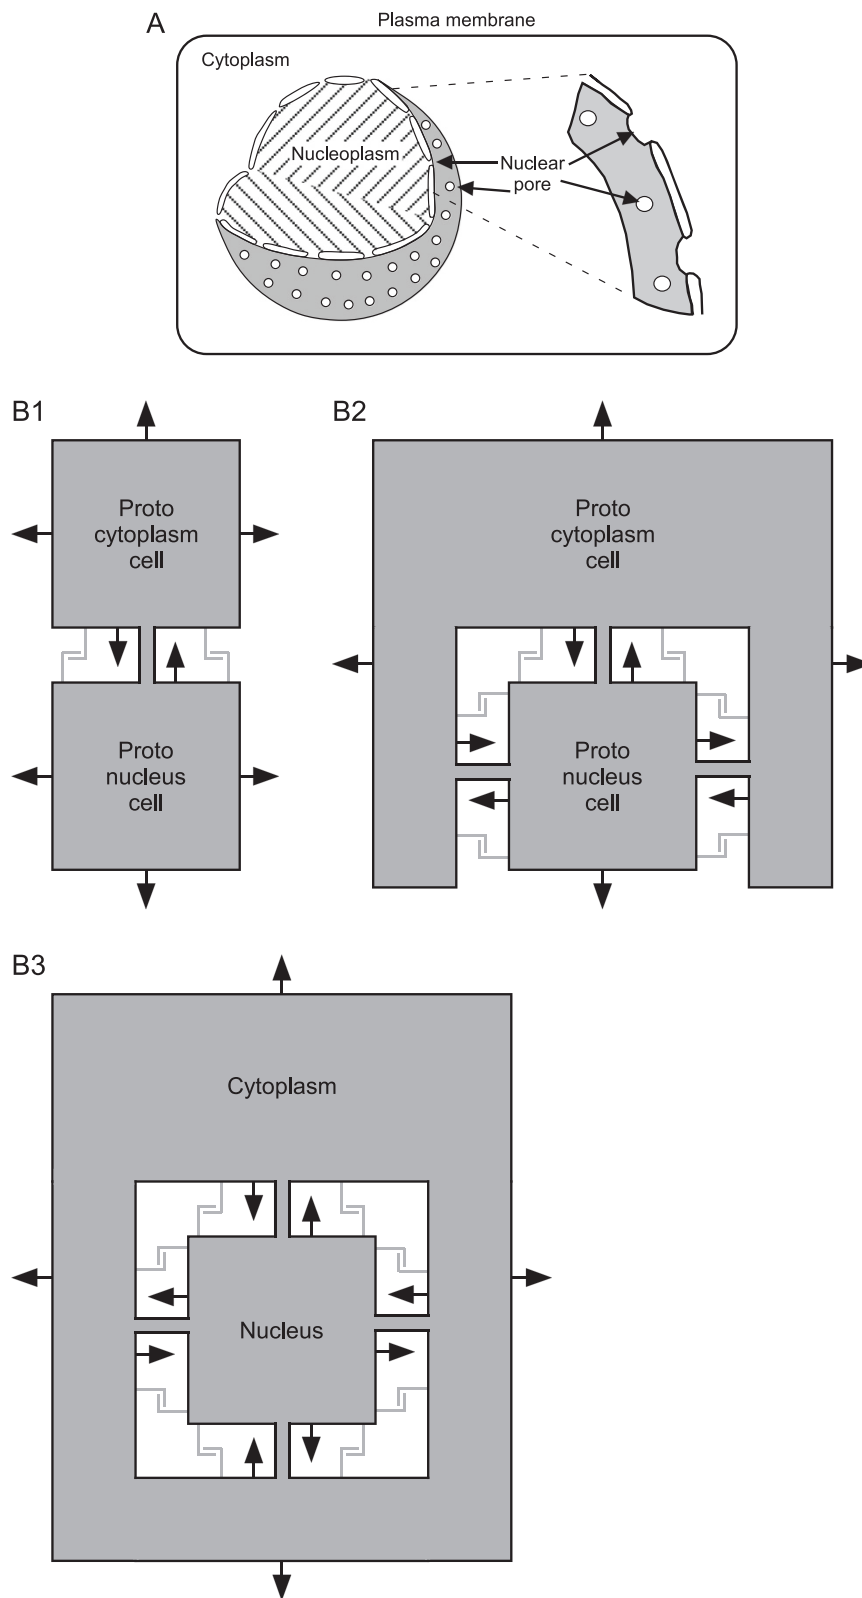 A
Plasma membrane
Cytoplasm
Nucleoplasm
Nuclear
pore
B1
Proto
cytoplasm
cell
Proto
nucleus
cell
B2
Proto
cytoplasm
cell
Proto
nucleus
cell
B3
Cytoplasm
Nucleus